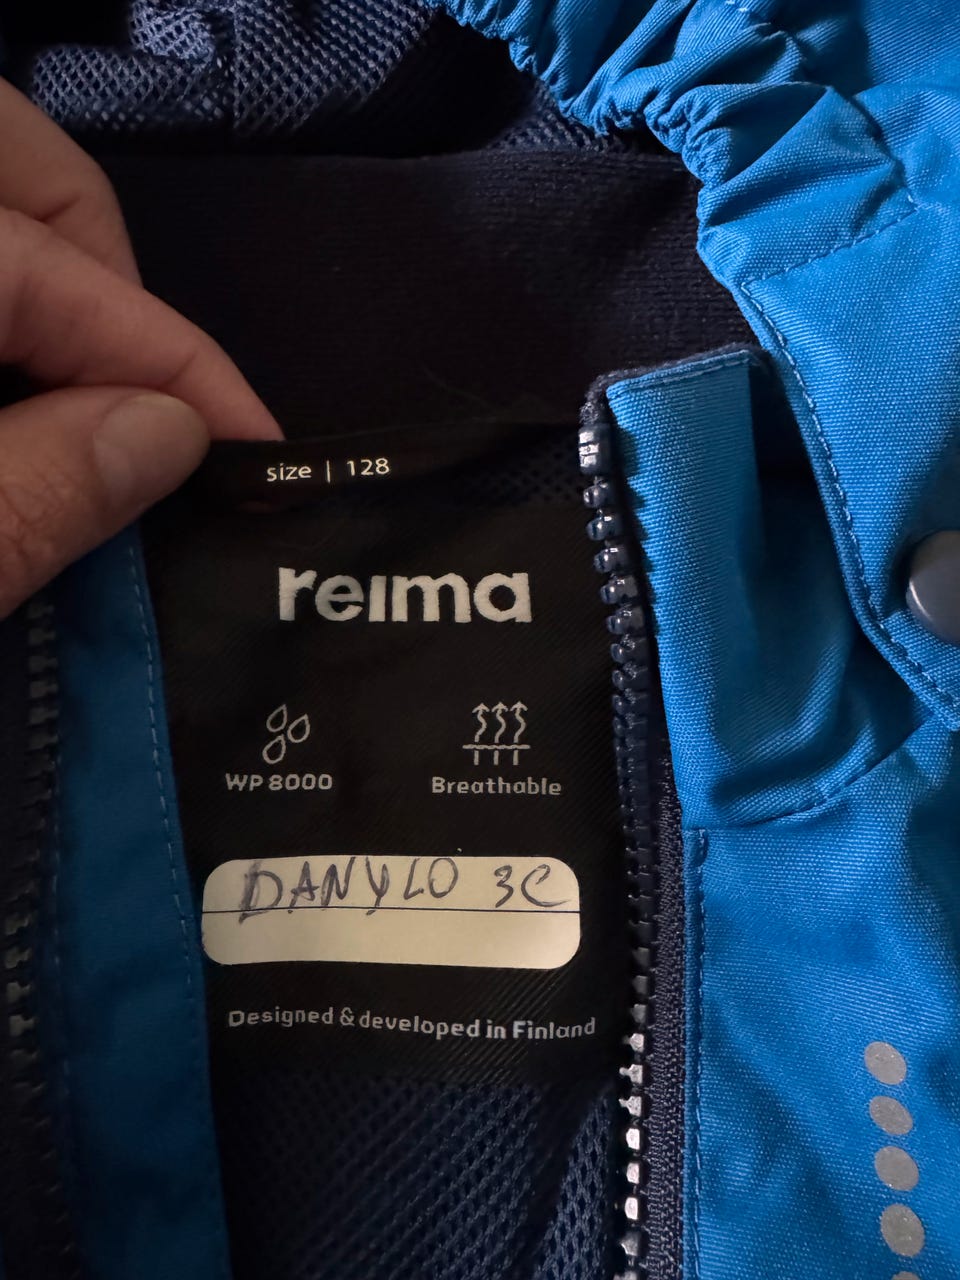 size | 128
reima
WP 8000
Breathable
DANYLO 3C
Designed & developed in Finland